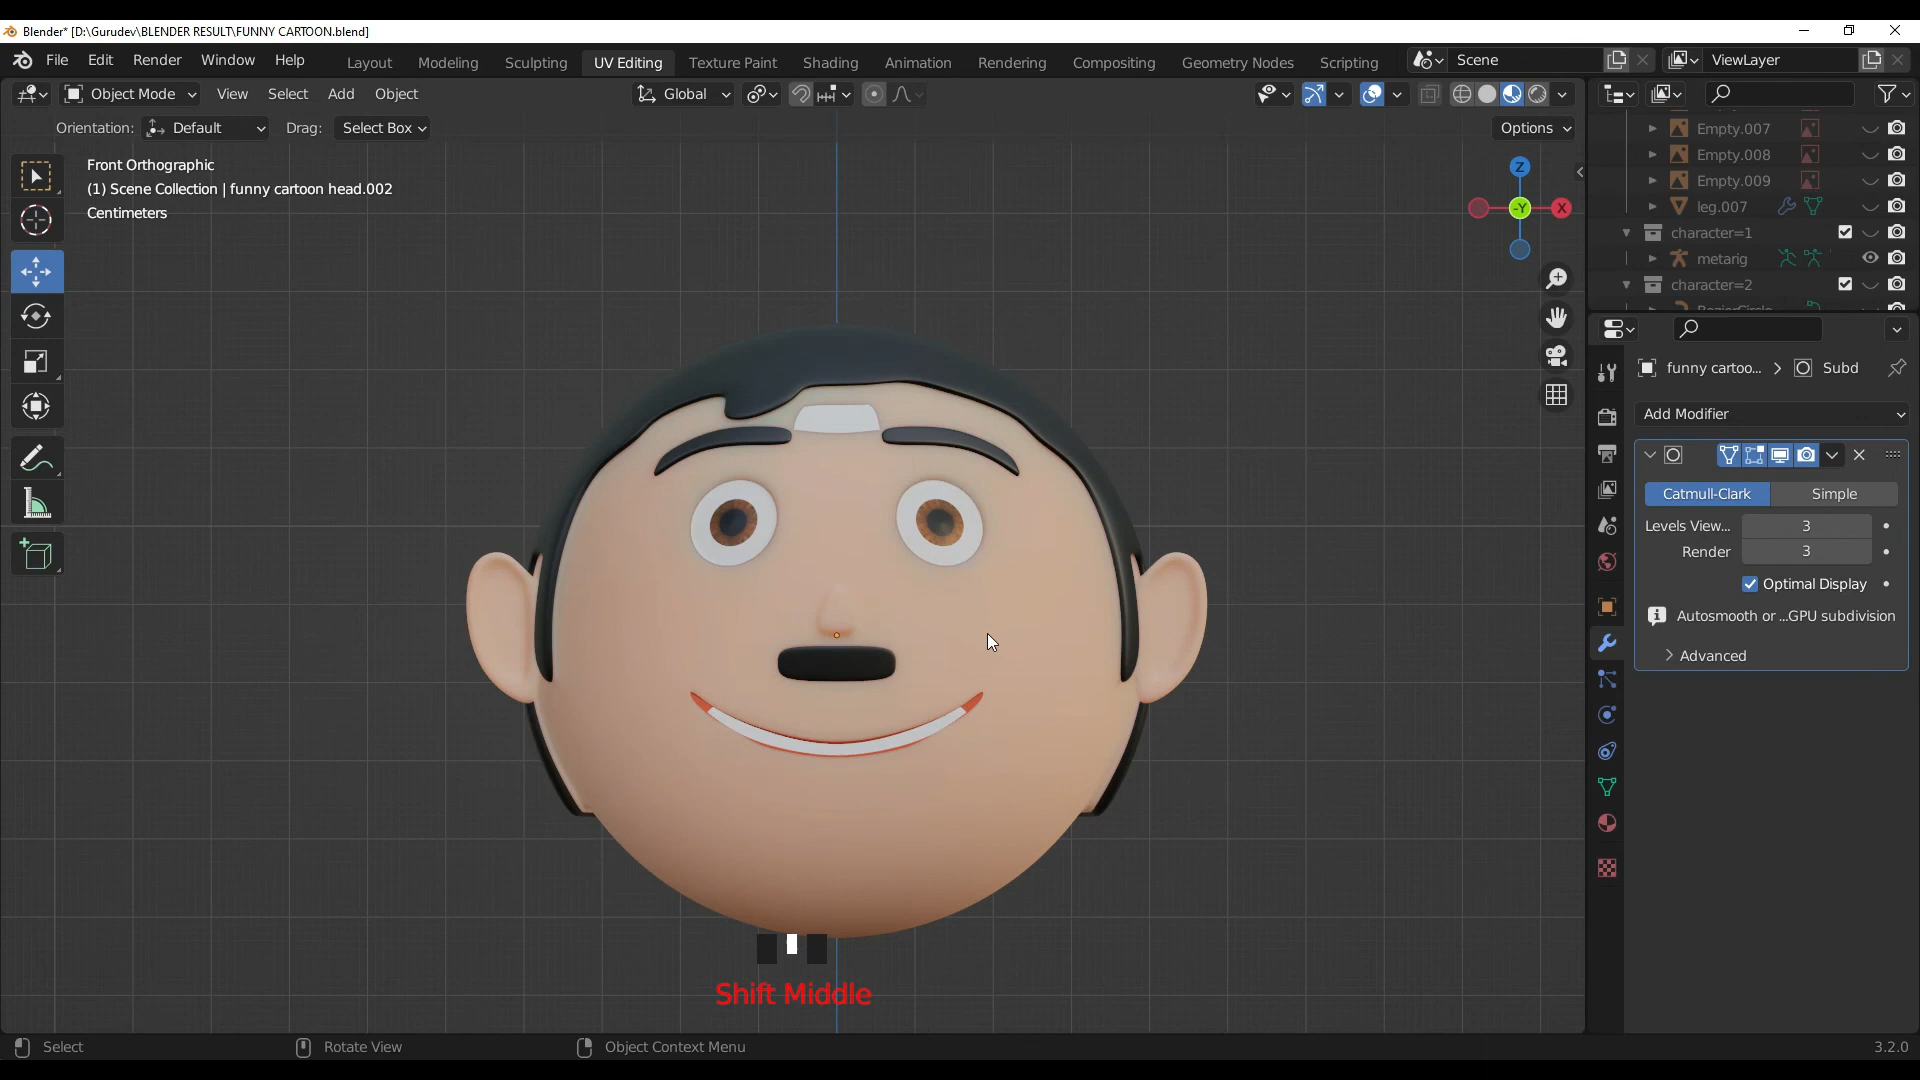 Blender* [D:\Gurudev\BLENDER RESULT\FUNNY CARTOON.blend]
File Edit Render Window Help Layout Modeling Sculpting UV Editing Texture Paint Shading Animation Rendering Compositing Geometry Nodes Scripting Scene ViewLayer
Object Mode View Select Add Object Global
Orientation: Default Drag: Select Box Options
Front Orthographic
(1) Scene Collection | funny cartoon head.002
Centimeters
Z
-Y X
Empty.007
Empty.008
Empty.009
leg.007
character=1
metarig
character=2
BezierCircle
funny cartoo... > Subd
Add Modifier
Catmull-Clark Simple
Levels View... 3
Render 3
Optimal Display
Autosmooth or ...GPU subdivision
Advanced
Shift Middle
Select Rotate View Object Context Menu 3.2.0